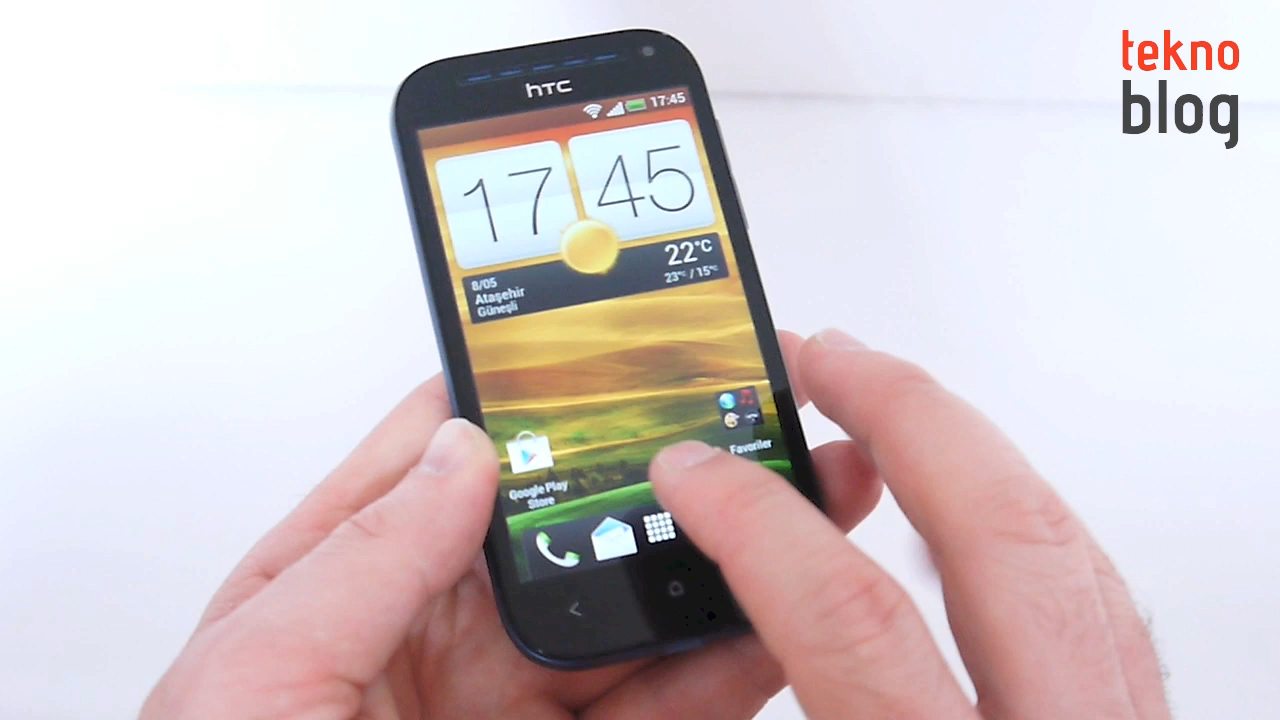 tekno
blog
hTC
17:45
17 45
22°C
23°C / 15°C
8/05
Ataşehir
Güneşli
Favoriler
Google Play
Store